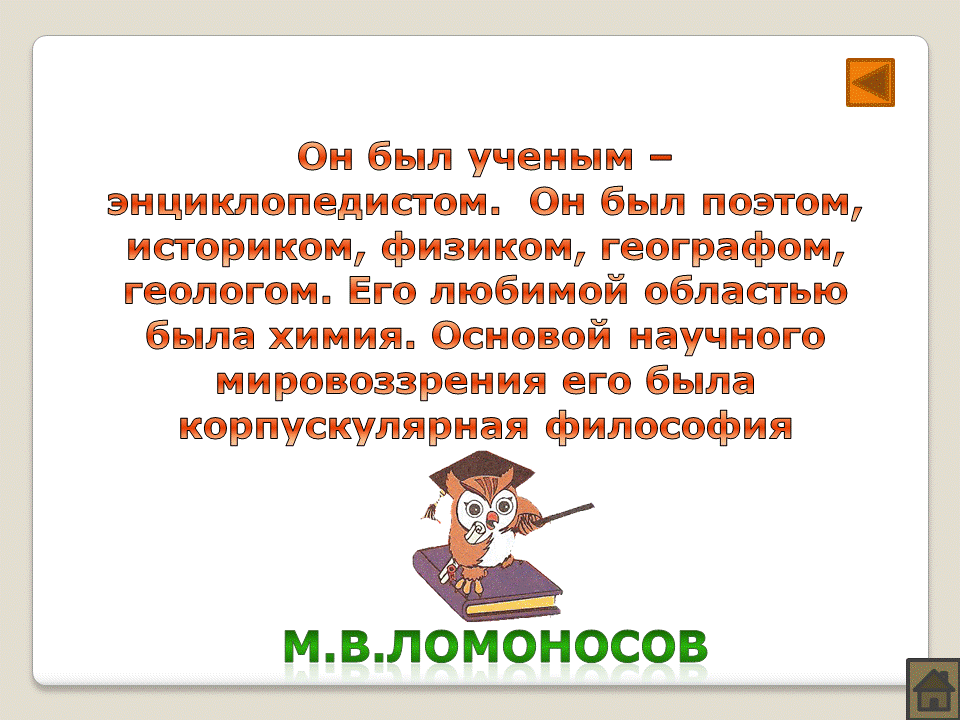 Он был ученым –
энциклопедистом.  Он был поэтом,
историком, физиком, географом,
геологом. Его любимой областью
была химия. Основой научного
мировоззрения его была
корпускулярная философия
М.В.ЛОМОНОСОВ